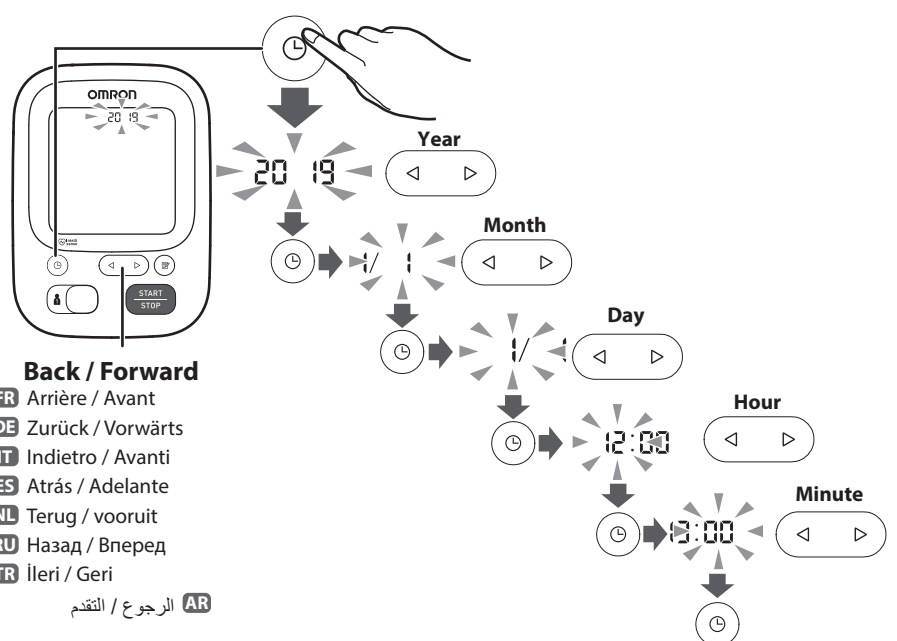 OMRON
20 19
Year
20 19
Month
1/ 1
START
STOP
Day
1/ 1
Back / Forward
FR Arrière / Avant
DE Zurück / Vorwärts
IT Indietro / Avanti
ES Atrás / Adelante
NL Terug / vooruit
RU Назад / Вперед
TR İleri / Geri
AR الرجوع / التقدم
Hour
12:00
Minute
:00